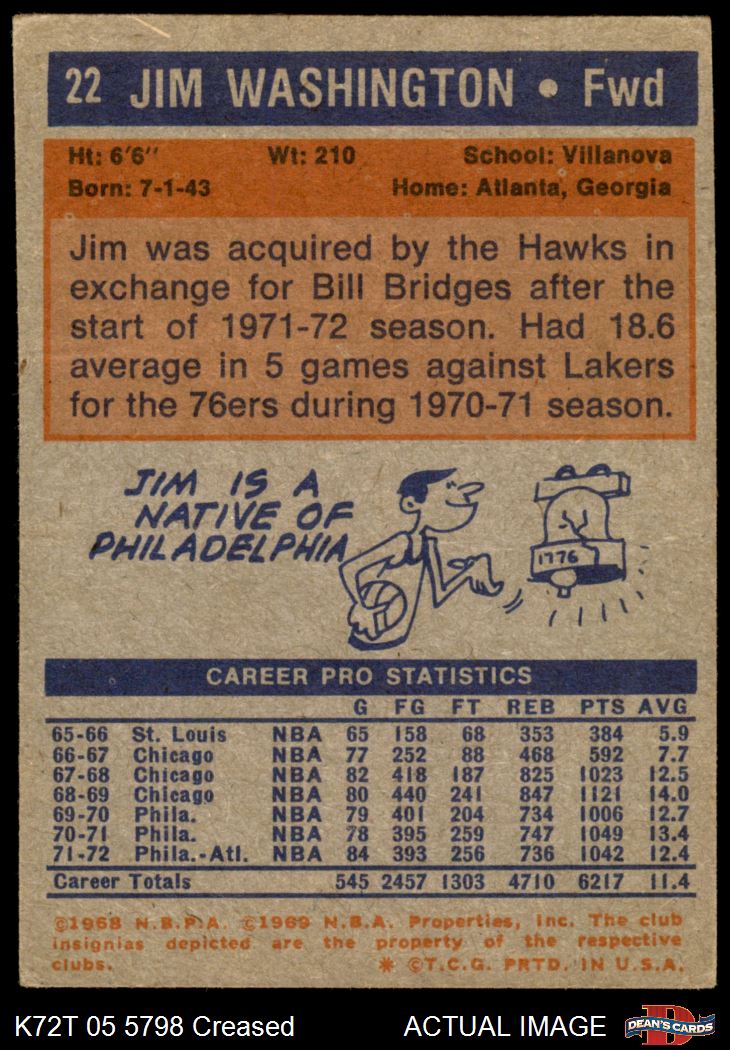 22 JIM WASHINGTON • Fwd
Ht: 6'6" Wt: 210 School: Villanova
Born: 7-1-43 Home: Atlanta, Georgia
Jim was acquired by the Hawks in
exchange for Bill Bridges after the
start of 1971-72 season. Had 18.6
average in 5 games against Lakers
for the 76ers during 1970-71 season.
JIM IS A
NATIVE OF
PHILADELPHIA
1776
CAREER PRO STATISTICS
G FG FT REB PTS AVG
65-66 St. Louis NBA 65 158 68 353 384 5.9
66-67 Chicago NBA 77 252 88 468 592 7.7
67-68 Chicago NBA 82 418 187 825 1023 12.5
68-69 Chicago NBA 80 440 241 847 1121 14.0
69-70 Phila. NBA 79 401 204 734 1006 12.7
70-71 Phila. NBA 78 395 259 747 1049 13.4
71-72 Phila.-Atl. NBA 84 393 256 736 1042 12.4
Career Totals 545 2457 1303 4710 6217 11.4
©1968 N.B.P.A. ©1969 N.B.A. Properties, Inc. The club
insignias depicted are the property of the respective
clubs. * ©T.C.G. PRTD. IN U.S.A.
K72T 05 5798 Creased ACTUAL IMAGE DEAN'S CARDS